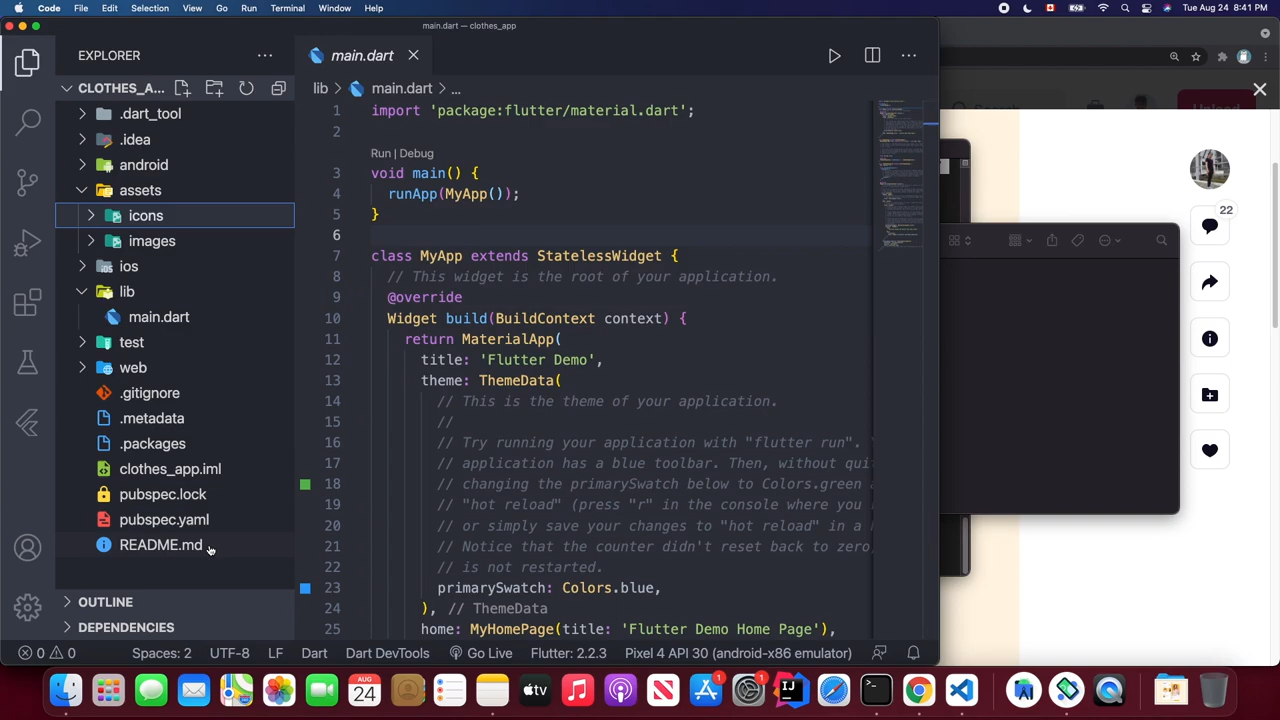 Code File Edit Selection View Go Run Terminal Window Help
Tue Aug 24 8:41 PM
main.dart — clothes_app
EXPLORER
CLOTHES_A...
.dart_tool
.idea
android
assets
icons
images
ios
lib
main.dart
test
web
.gitignore
.metadata
.packages
clothes_app.iml
pubspec.lock
pubspec.yaml
README.md
OUTLINE
DEPENDENCIES
main.dart
lib > main.dart > ...
1 import 'package:flutter/material.dart';
2
Run | Debug
3 void main() {
4 runApp(MyApp());
5 }
6
7 class MyApp extends StatelessWidget {
8 // This widget is the root of your application.
9 @override
10 Widget build(BuildContext context) {
11 return MaterialApp(
12 title: 'Flutter Demo',
13 theme: ThemeData(
14 // This is the theme of your application.
15 //
16 // Try running your application with "flutter run".
17 // application has a blue toolbar. Then, without qui
18 // changing the primarySwatch below to Colors.green
19 // "hot reload" (press "r" in the console where you
20 // or simply save your changes to "hot reload" in a
21 // Notice that the counter didn't reset back to zero;
22 // is not restarted.
23 primarySwatch: Colors.blue,
24 ), // ThemeData
25 home: MyHomePage(title: 'Flutter Demo Home Page'),
0 0 Spaces: 2 UTF-8 LF Dart Dart DevTools Go Live Flutter: 2.2.3 Pixel 4 API 30 (android-x86 emulator)
Search
Upload
22
AUG
24
tv
1
1
IJ